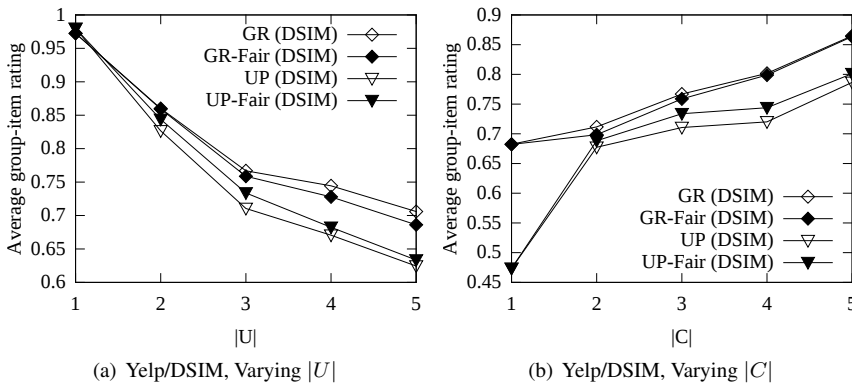 Average group-item rating
1
0.95
0.9
0.85
0.8
0.75
0.7
0.65
0.6
GR (DSIM)
GR-Fair (DSIM)
UP (DSIM)
UP-Fair (DSIM)
1 2 3 4 5
|U|
(a) Yelp/DSIM, Varying |U|
Average group-item rating
0.9
0.85
0.8
0.75
0.7
0.65
0.6
0.55
0.5
0.45
GR (DSIM)
GR-Fair (DSIM)
UP (DSIM)
UP-Fair (DSIM)
1 2 3 4 5
|C|
(b) Yelp/DSIM, Varying |C|